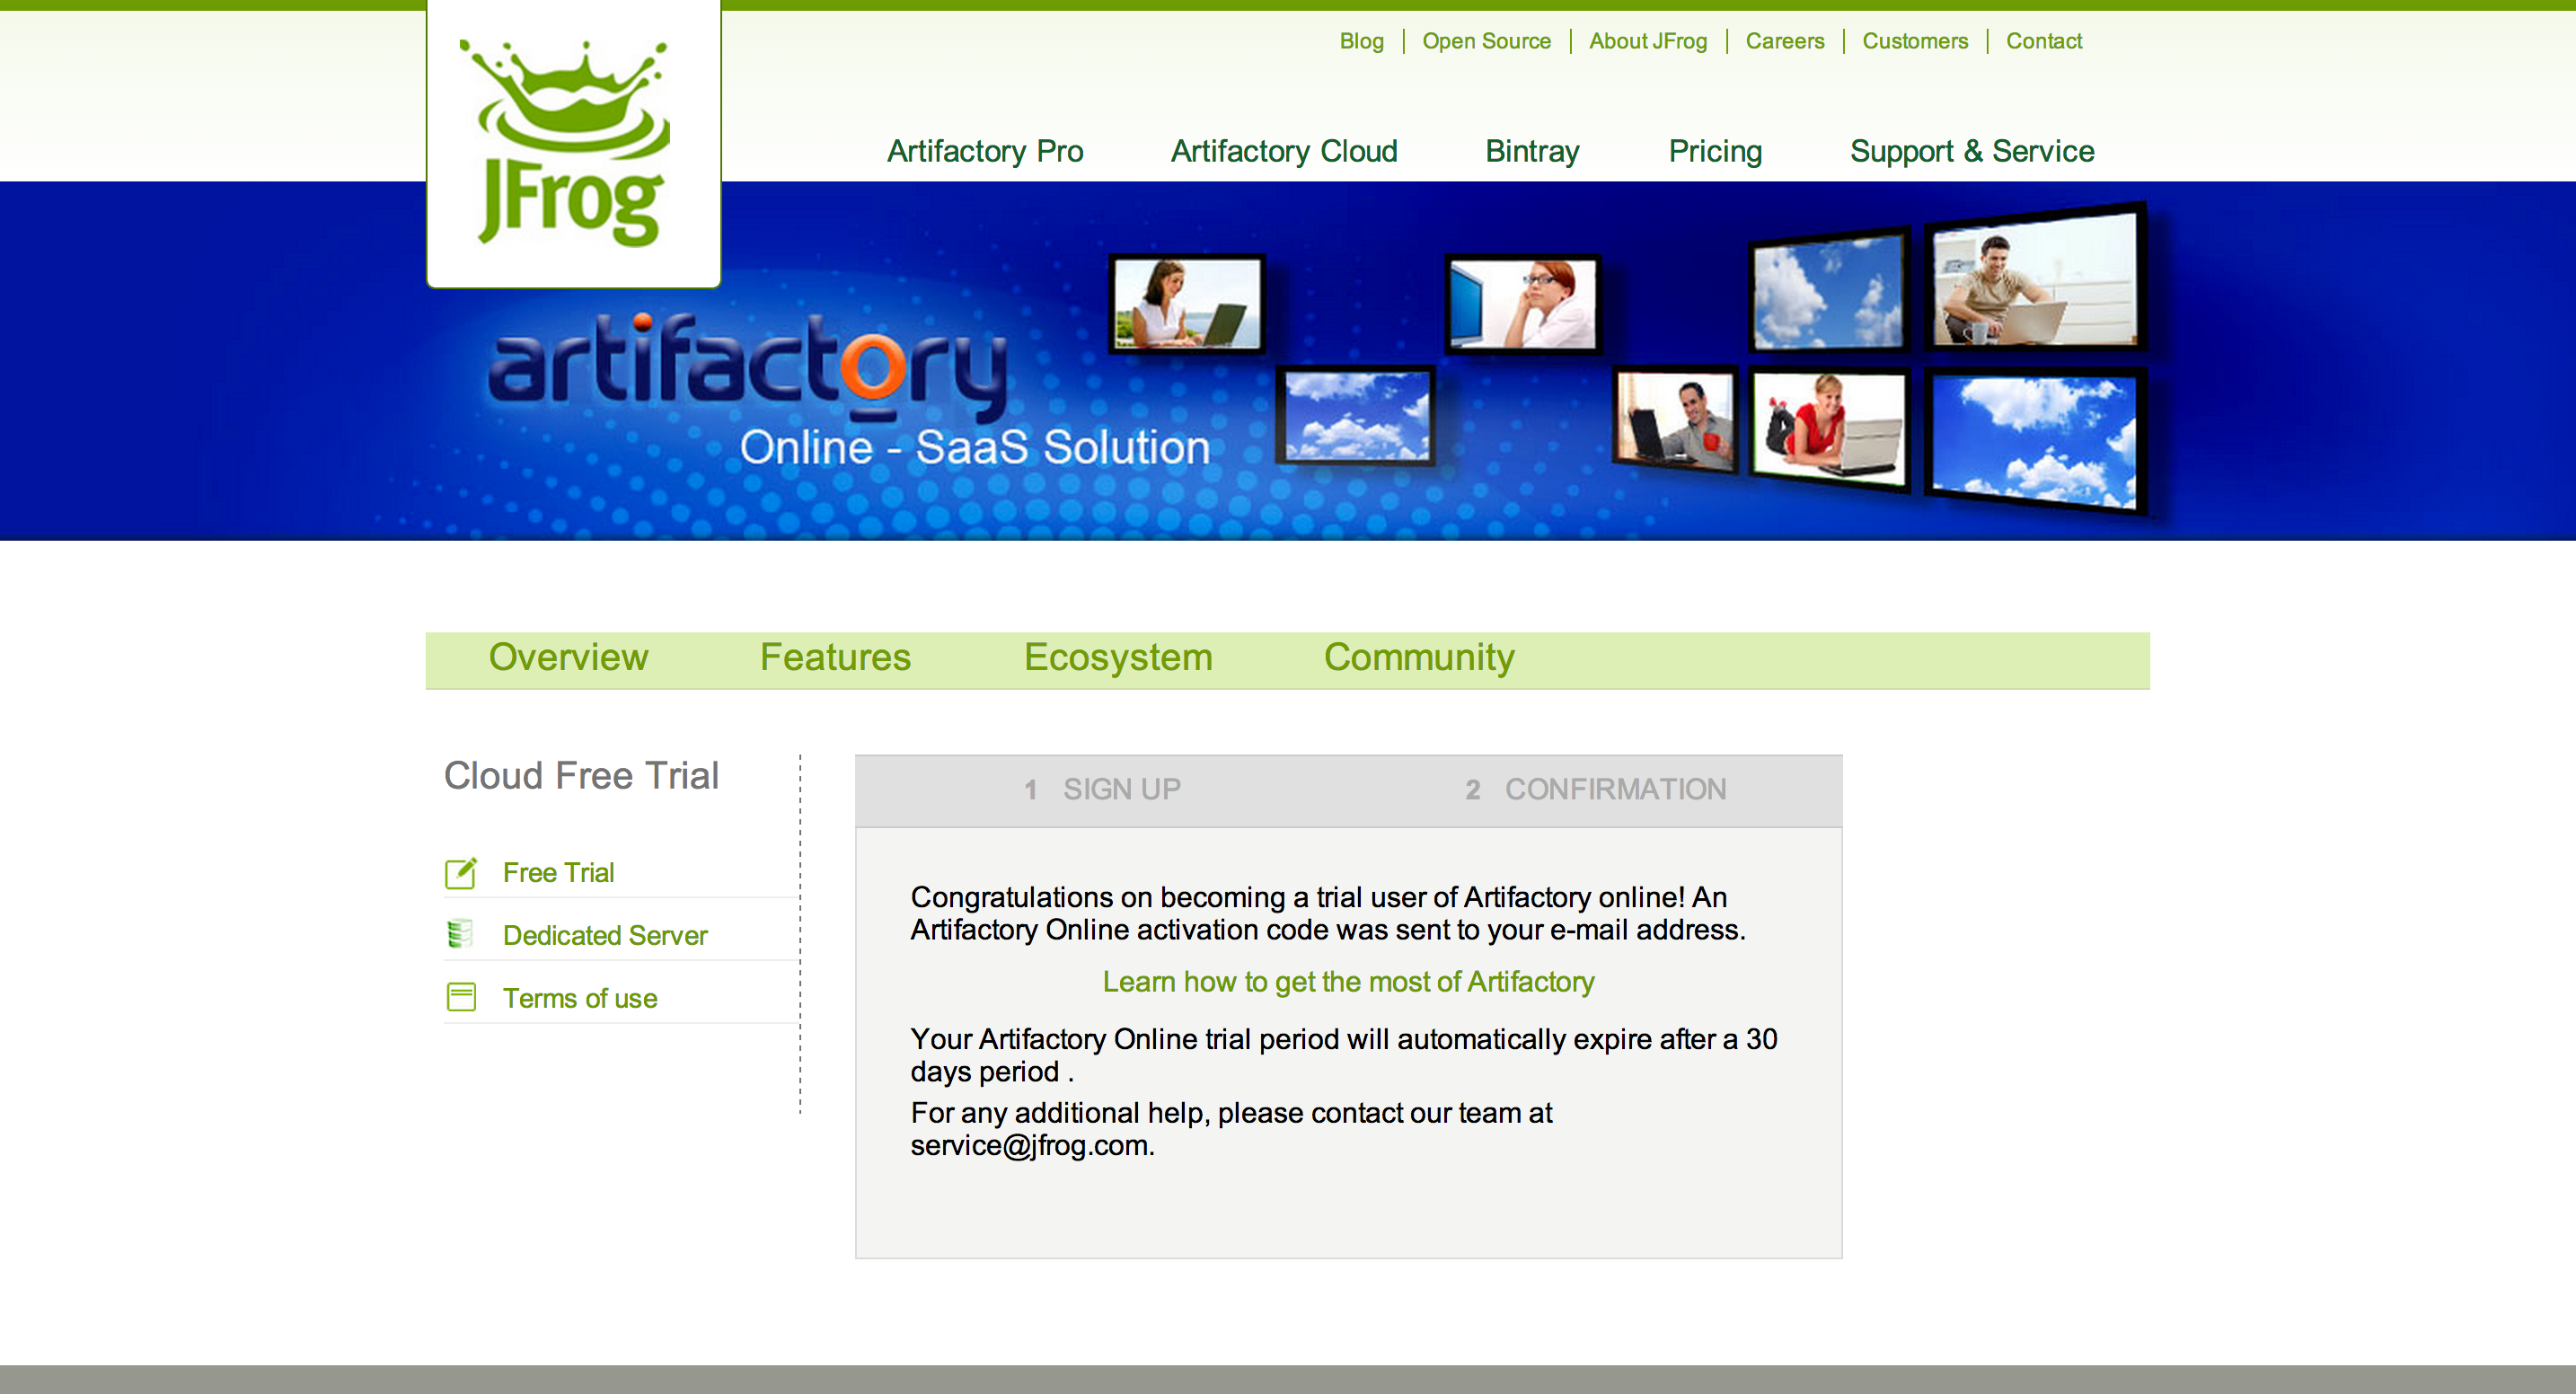 Blog | Open Source | About JFrog | Careers | Customers | Contact
JFrog
Artifactory Pro Artifactory Cloud Bintray Pricing Support & Service
artifactory
Online - SaaS Solution
Overview Features Ecosystem Community
Cloud Free Trial
Free Trial
Dedicated Server
Terms of use
1 SIGN UP 2 CONFIRMATION
Congratulations on becoming a trial user of Artifactory online! An
Artifactory Online activation code was sent to your e-mail address.
Learn how to get the most of Artifactory
Your Artifactory Online trial period will automatically expire after a 30
days period .
For any additional help, please contact our team at
service@jfrog.com.